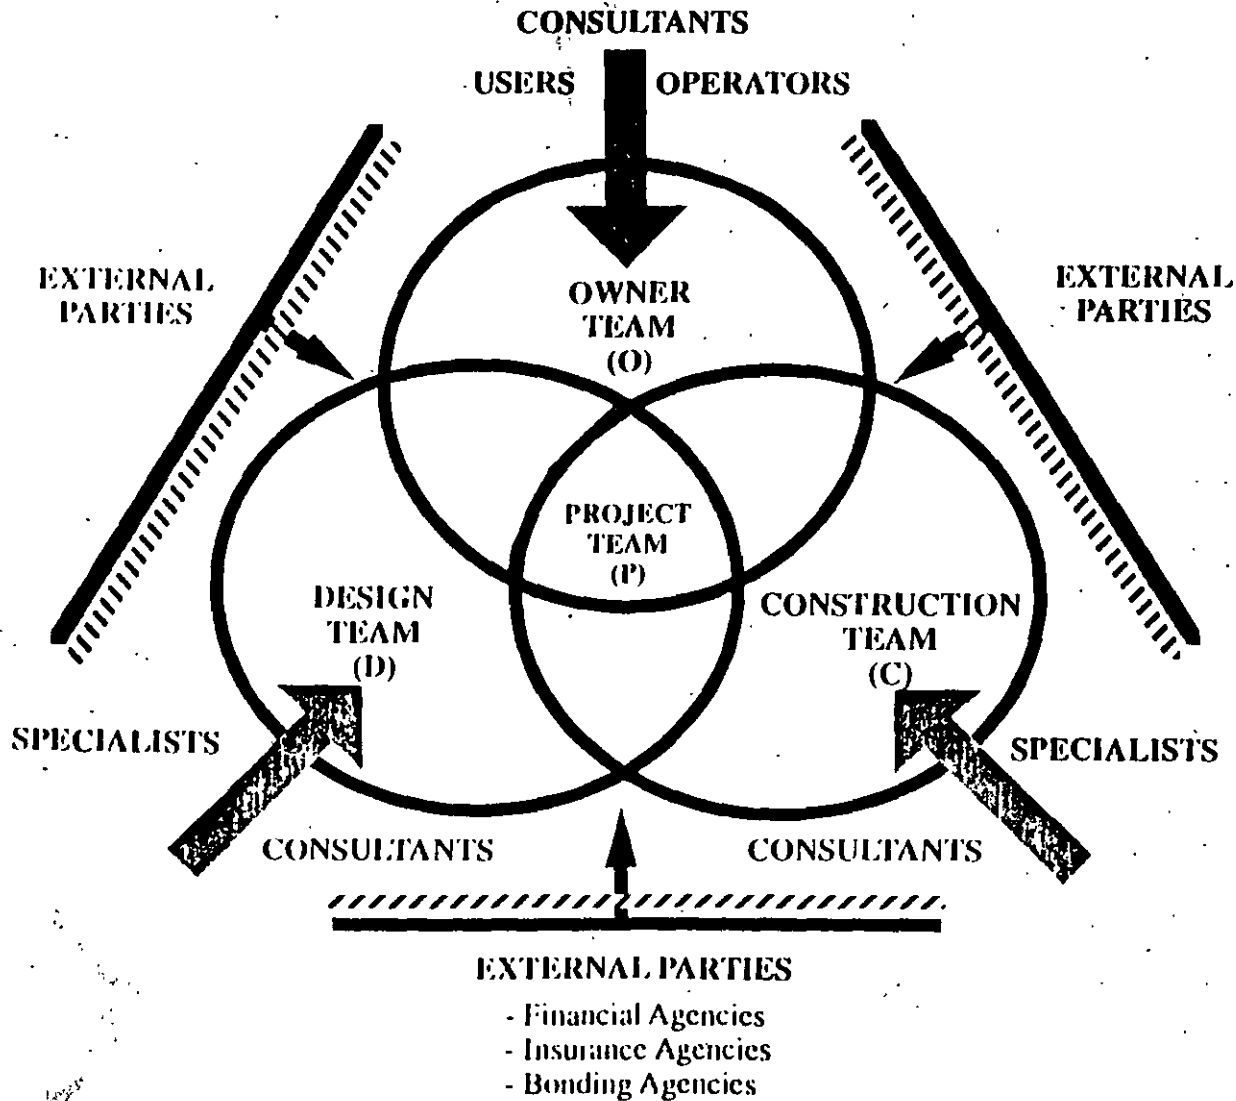 CONSULTANTS
USERS OPERATORS
EXTERNAL
PARTIES
EXTERNAL
PARTIES
OWNER
TEAM
(O)
PROJECT
TEAM
(P)
DESIGN
TEAM
(D)
CONSTRUCTION
TEAM
(C)
SPECIALISTS
SPECIALISTS
CONSULTANTS
CONSULTANTS
EXTERNAL PARTIES
- Financial Agencies
- Insurance Agencies
- Bonding Agencies